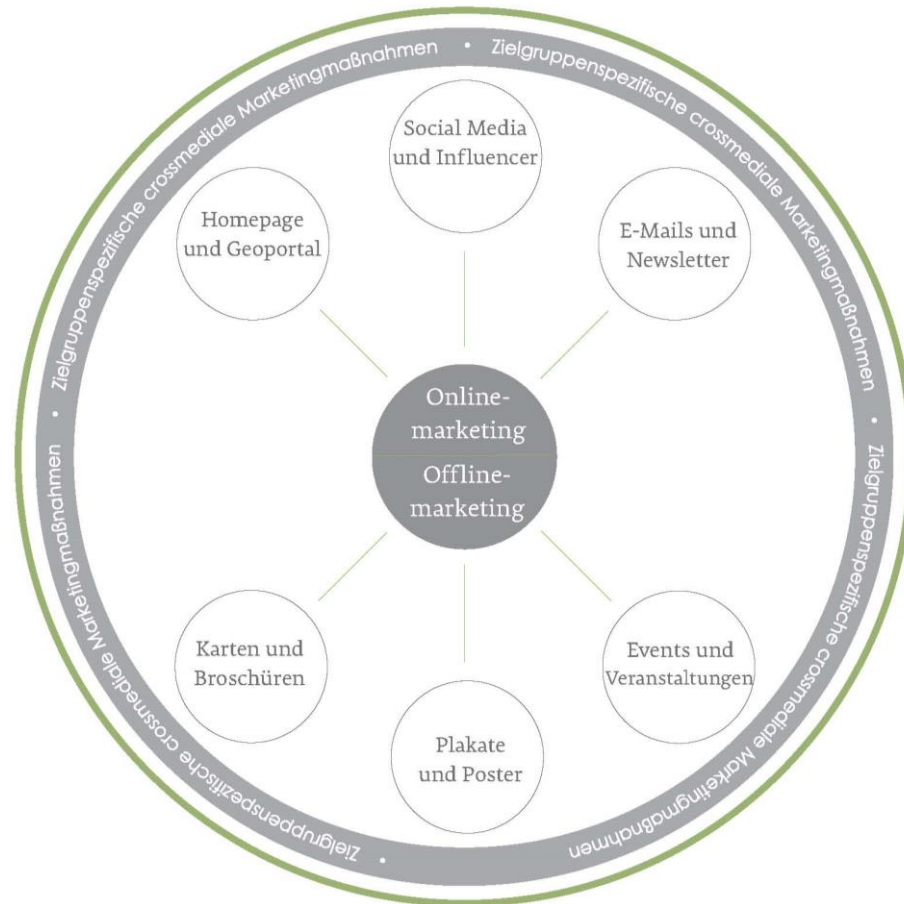 Zielgruppenspezifische crossmediale Marketingmaßnahmen •
Zielgruppenspezifische crossmediale Marketingmaßnahmen •
Zielgruppenspezifische crossmediale Marketingmaßnahmen •
Zielgruppenspezifische crossmediale Marketingmaßnahmen •
Social Media
und Influencer
Homepage
und Geoportal
E-Mails und
Newsletter
Online-
marketing
Offline-
marketing
Karten und
Broschüren
Events und
Veranstaltungen
Plakate
und Poster